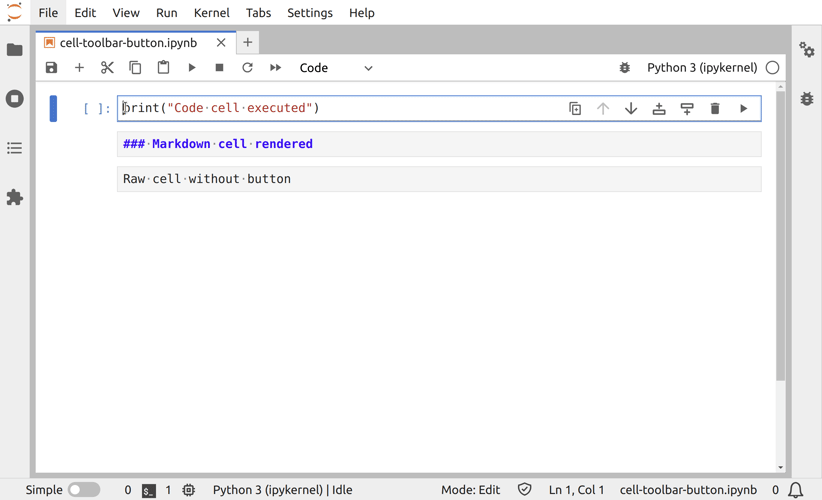 File Edit View Run Kernel Tabs Settings Help
cell-toolbar-button.ipynb
Code Python 3 (ipykernel)
[ ]: print("Code·cell·executed")
###·Markdown·cell·rendered
Raw·cell·without·button
Simple 0 $_ 1 Python 3 (ipykernel) | Idle Mode: Edit Ln 1, Col 1 cell-toolbar-button.ipynb 0